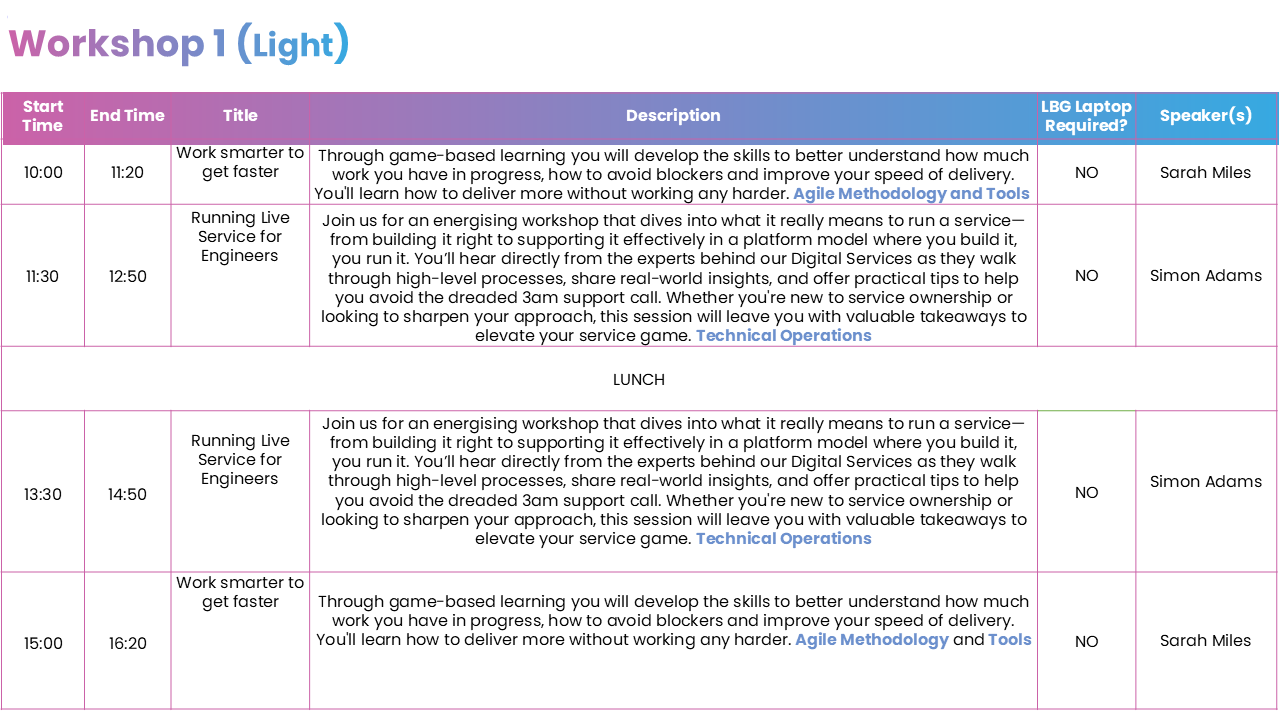 Workshop 1 (Light)
Start Time
End Time
Title
Description
LBG Laptop Required?
Speaker(s)
10:00
11:20
Work smarter to
get faster
Through game-based learning you will develop the skills to better understand how much
work you have in progress, how to avoid blockers and improve your speed of delivery.
You'll learn how to deliver more without working any harder. Agile Methodology and Tools
NO
Sarah Miles
11:30
12:50
Running Live
Service for
Engineers
Join us for an energising workshop that dives into what it really means to run a service—
from building it right to supporting it effectively in a platform model where you build it,
you run it. You’ll hear directly from the experts behind our Digital Services as they walk
through high-level processes, share real-world insights, and offer practical tips to help
you avoid the dreaded 3am support call. Whether you're new to service ownership or
looking to sharpen your approach, this session will leave you with valuable takeaways to
elevate your service game. Technical Operations
NO
Simon Adams
LUNCH
13:30
14:50
Running Live
Service for
Engineers
Join us for an energising workshop that dives into what it really means to run a service—
from building it right to supporting it effectively in a platform model where you build it,
you run it. You’ll hear directly from the experts behind our Digital Services as they walk
through high-level processes, share real-world insights, and offer practical tips to help
you avoid the dreaded 3am support call. Whether you're new to service ownership or
looking to sharpen your approach, this session will leave you with valuable takeaways to
elevate your service game. Technical Operations
NO
Simon Adams
15:00
16:20
Work smarter to
get faster
Through game-based learning you will develop the skills to better understand how much
work you have in progress, how to avoid blockers and improve your speed of delivery.
You'll learn how to deliver more without working any harder. Agile Methodology and Tools
NO
Sarah Miles